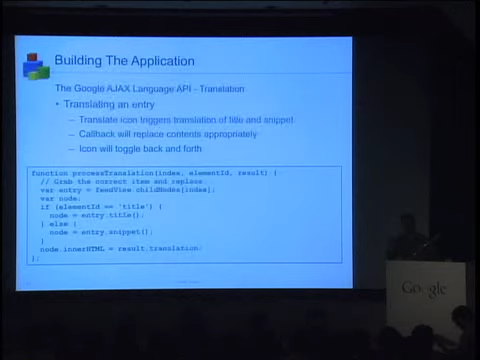 Building The Application
The Google AJAX Language API - Translation
• Translating an entry
– Translate icon triggers translation of title and snippet
– Callback will replace contents appropriately
– Icon will toggle back and forth
function processTranslation(index, elementId, result) {
// Grab the correct item and replace
var entry = feedView.childNodes[index];
var node;
if (elementId == 'title') {
node = entry.title();
} else {
node = entry.snippet();
}
node.innerHTML = result.translation;
};
Google